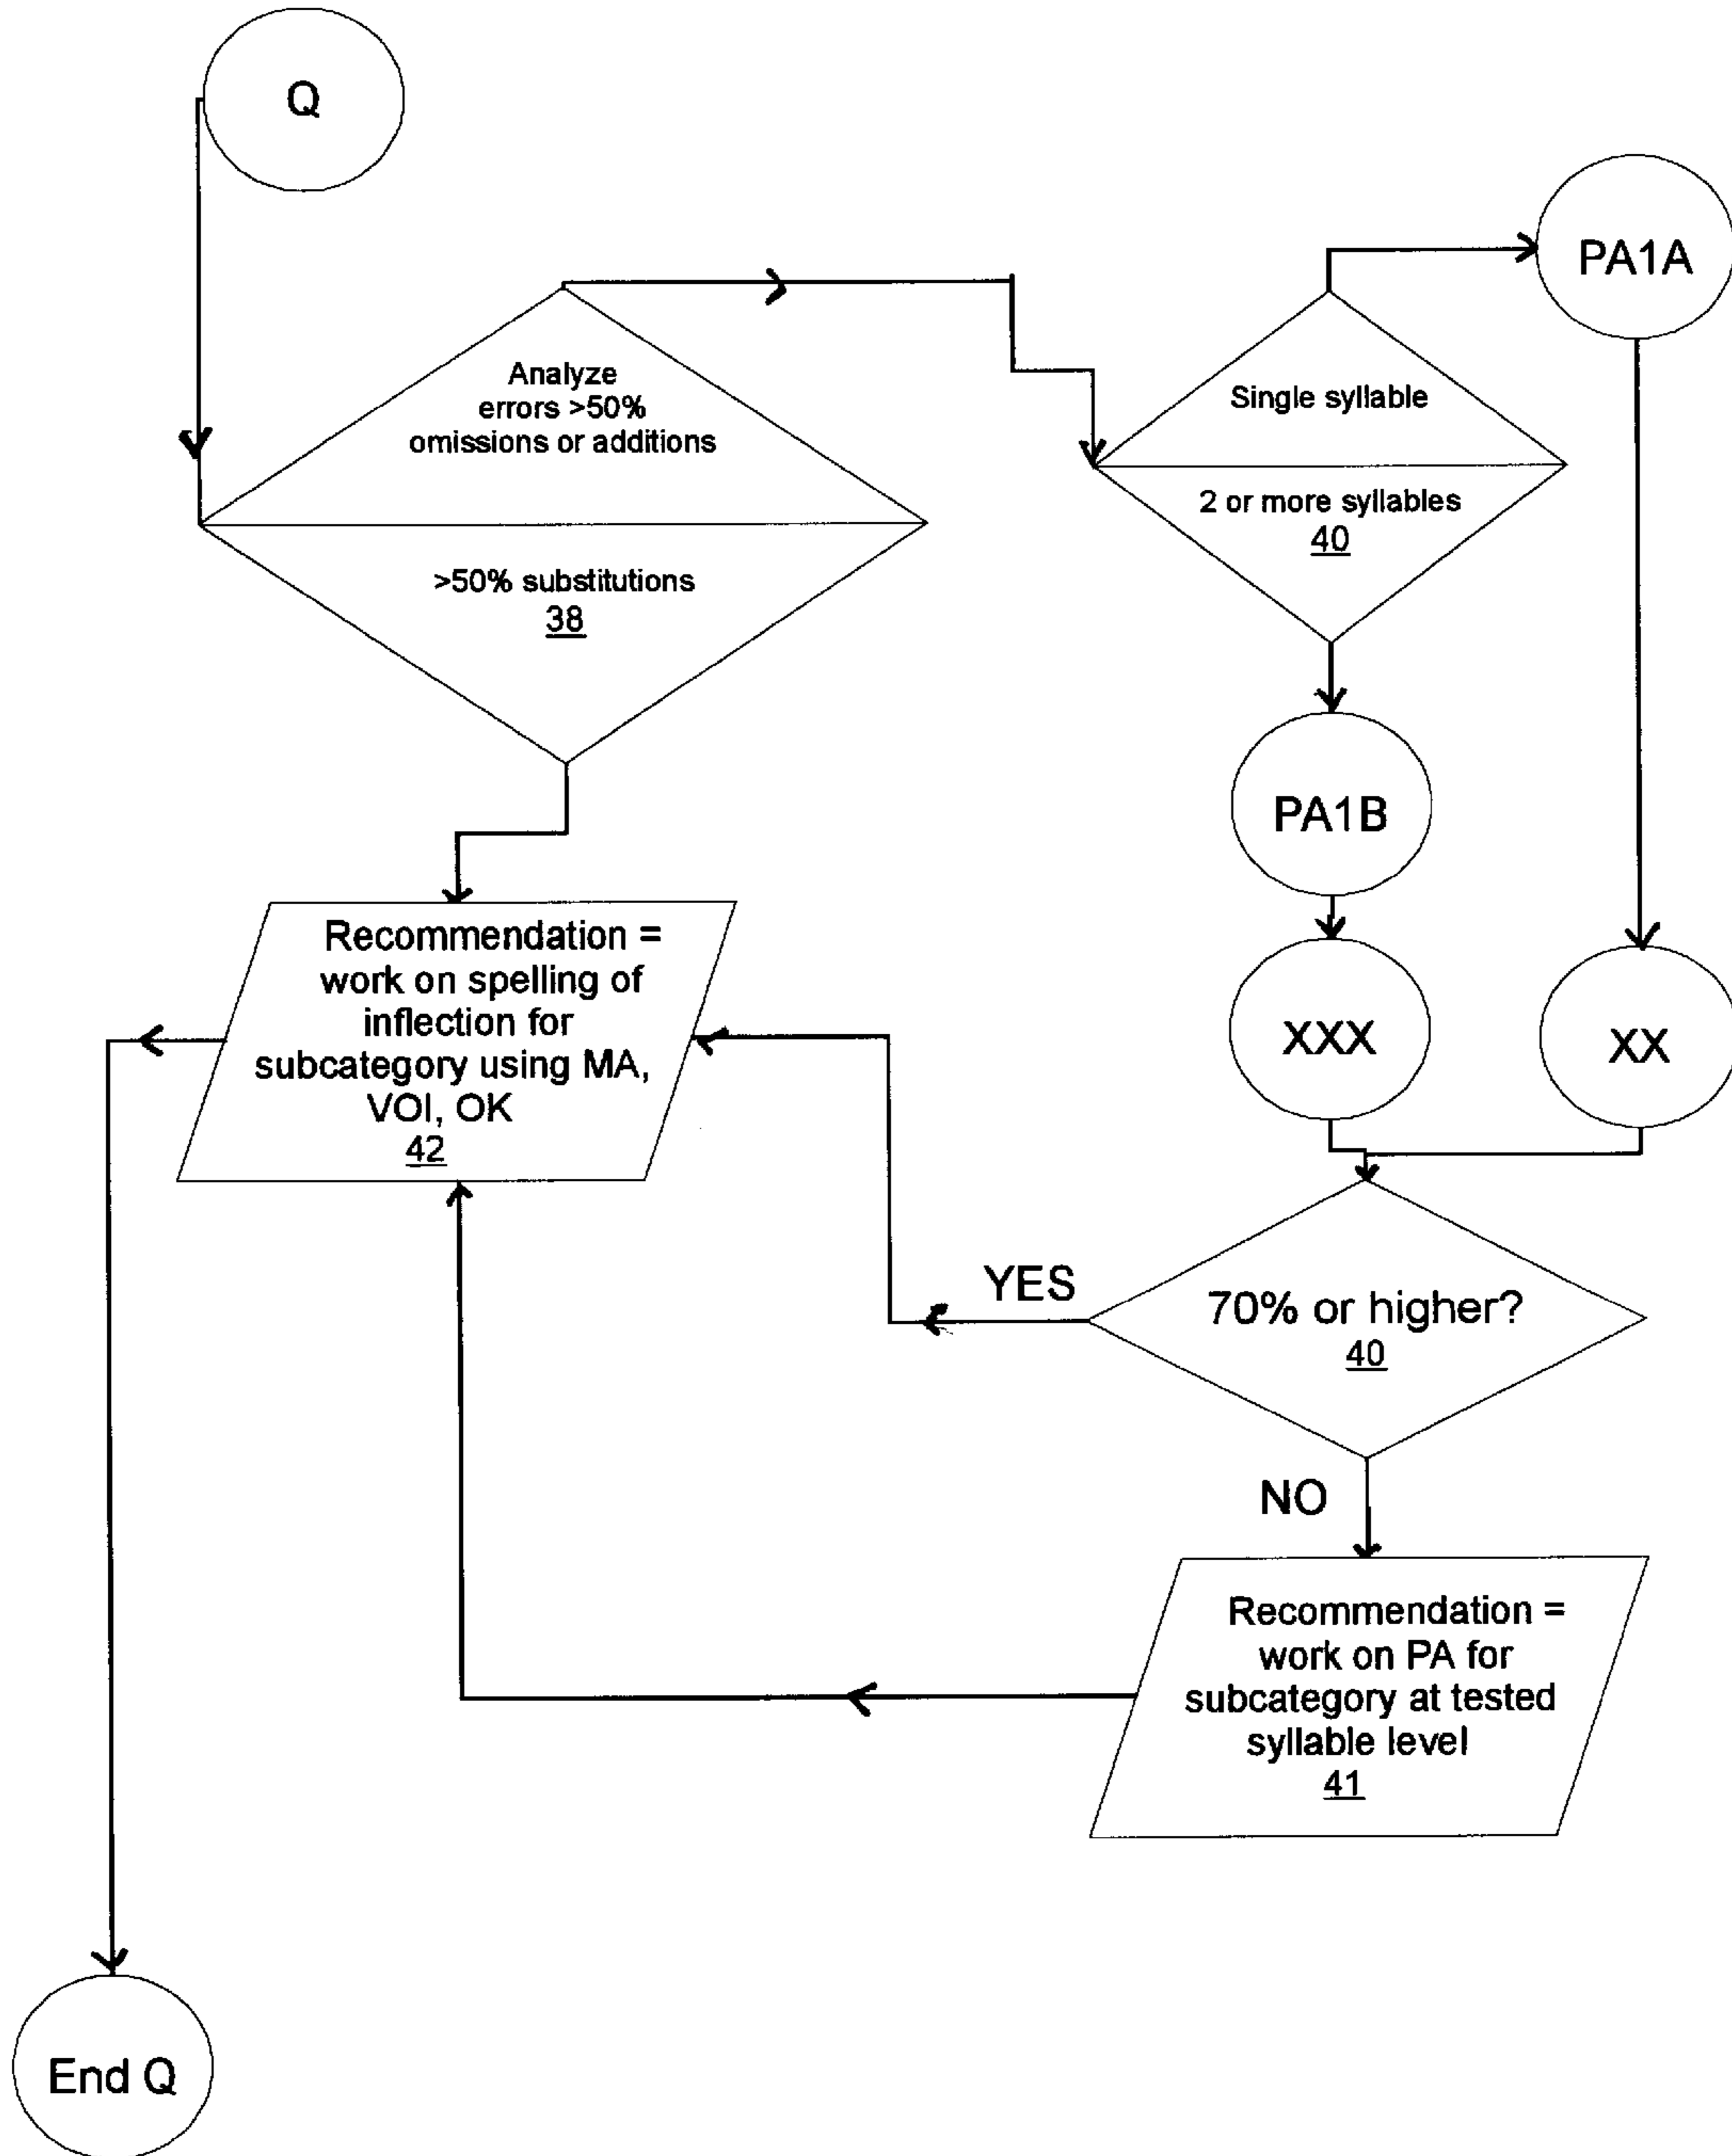 Q
PA1A
Analyze
errors >50%
omissions or additions
>50% substitutions
38
Single syllable
2 or more syllables
40
PA1B
XXX
XX
Recommendation =
work on spelling of
inflection for
subcategory using MA,
VOI, OK
42
YES
70% or higher?
40
NO
Recommendation =
work on PA for
subcategory at tested
syllable level
41
End Q